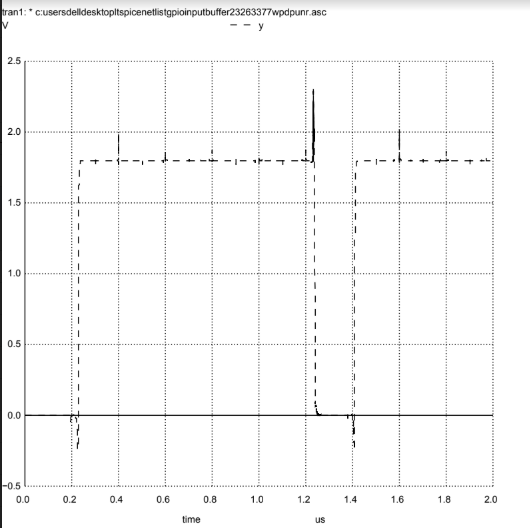 tran1: * c:usersdelldesktopltspicenetlistgpioinputbuffer23263377wpdpunr.asc
V
y
2.5
2.0
1.5
1.0
0.5
0.0
−0.5
0.0 0.2 0.4 0.6 0.8 1.0 1.2 1.4 1.6 1.8 2.0
time us